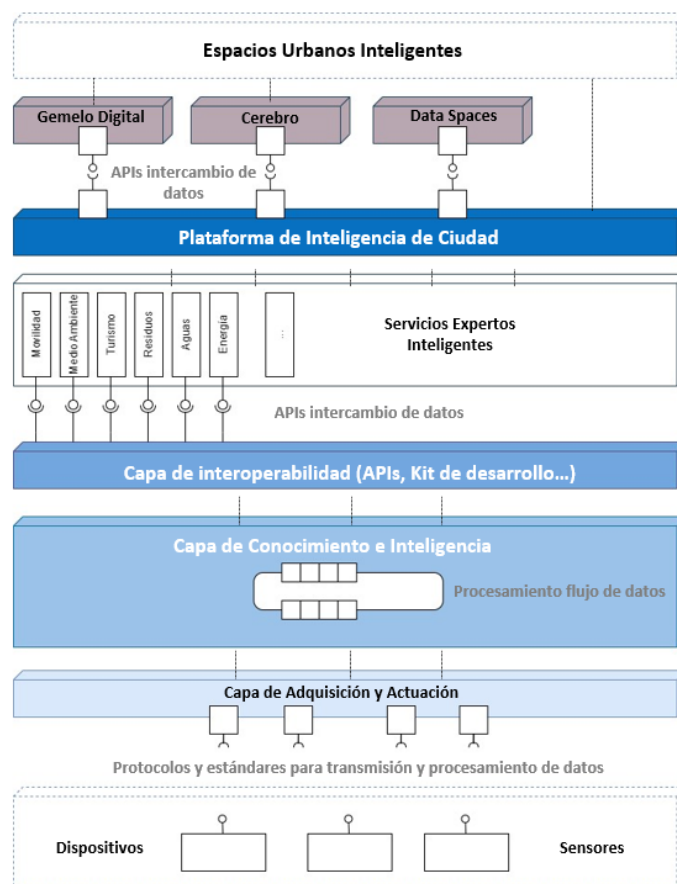 Espacios Urbanos Inteligentes
Gemelo Digital
Cerebro
Data Spaces
APIs intercambio de
datos
Plataforma de Inteligencia de Ciudad
Movilidad
Medio Ambiente
Turismo
Residuos
Aguas
Energía
...
Servicios Expertos
Inteligentes
APIs intercambio de datos
Capa de interoperabilidad (APIs, Kit de desarrollo…)
Capa de Conocimiento e Inteligencia
Procesamiento flujo de datos
Capa de Adquisición y Actuación
Protocolos y estándares para transmisión y procesamiento de datos
Dispositivos
Sensores